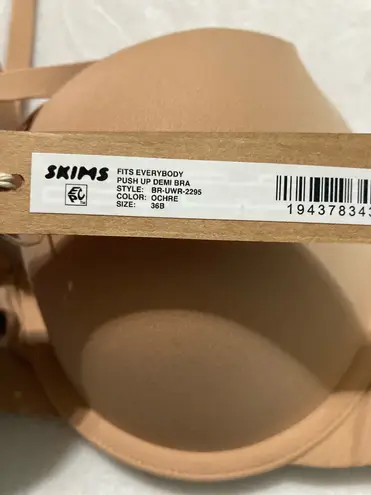 SKIMS
FITS EVERYBODY
PUSH UP DEMI BRA
STYLE: BR-UWR-2295
COLOR: OCHRE
SIZE: 36B
19437834